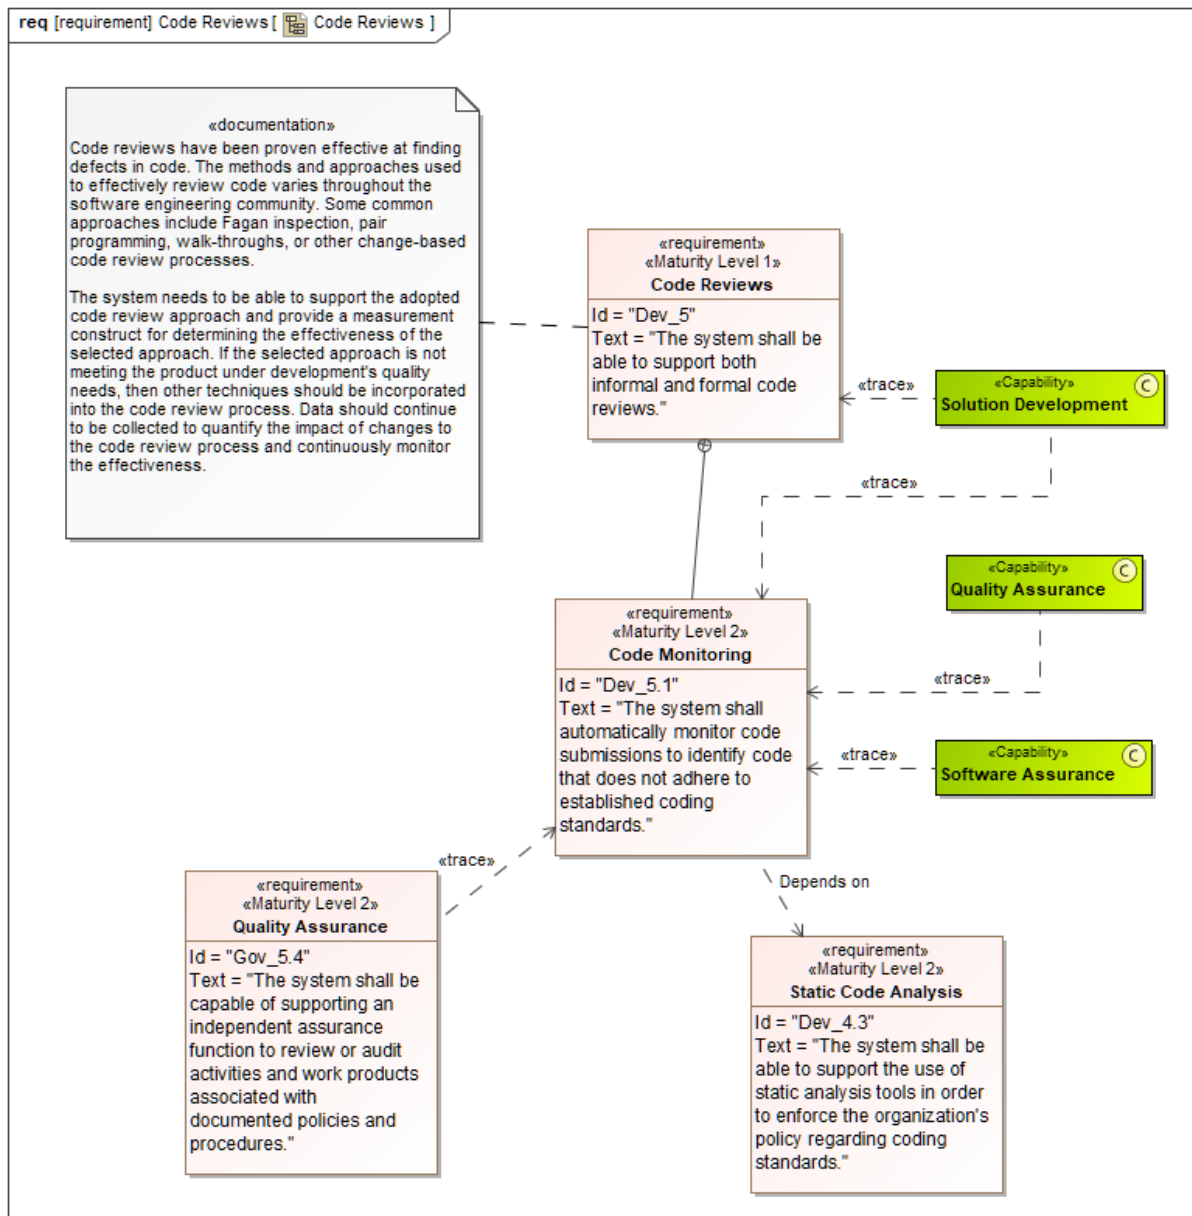 req [requirement] Code Reviews [ Code Reviews ]
«documentation»
Code reviews have been proven effective at finding
defects in code. The methods and approaches used
to effectively review code varies throughout the
software engineering community. Some common
approaches include Fagan inspection, pair
programming, walk-throughs, or other change-based
code review processes.
The system needs to be able to support the adopted
code review approach and provide a measurement
construct for determining the effectiveness of the
selected approach. If the selected approach is not
meeting the product under development's quality
needs, then other techniques should be incorporated
into the code review process. Data should continue
to be collected to quantify the impact of changes to
the code review process and continuously monitor
the effectiveness.
«requirement»
«Maturity Level 1»
Code Reviews
Id = "Dev_5"
Text = "The system shall be
able to support both
informal and formal code
reviews."
«trace»
«Capability»
C
Solution Development
«trace»
«Capability»
C
Quality Assurance
«trace»
«requirement»
«Maturity Level 2»
Code Monitoring
Id = "Dev_5.1"
Text = "The system shall
automatically monitor code
submissions to identify code
that does not adhere to
established coding
standards."
«trace»
«Capability»
C
Software Assurance
«trace»
«requirement»
«Maturity Level 2»
Quality Assurance
Id = "Gov_5.4"
Text = "The system shall be
capable of supporting an
independent assurance
function to review or audit
activities and work products
associated with
documented policies and
procedures."
Depends on
«requirement»
«Maturity Level 2»
Static Code Analysis
Id = "Dev_4.3"
Text = "The system shall be
able to support the use of
static analysis tools in order
to enforce the organization's
policy regarding coding
standards."